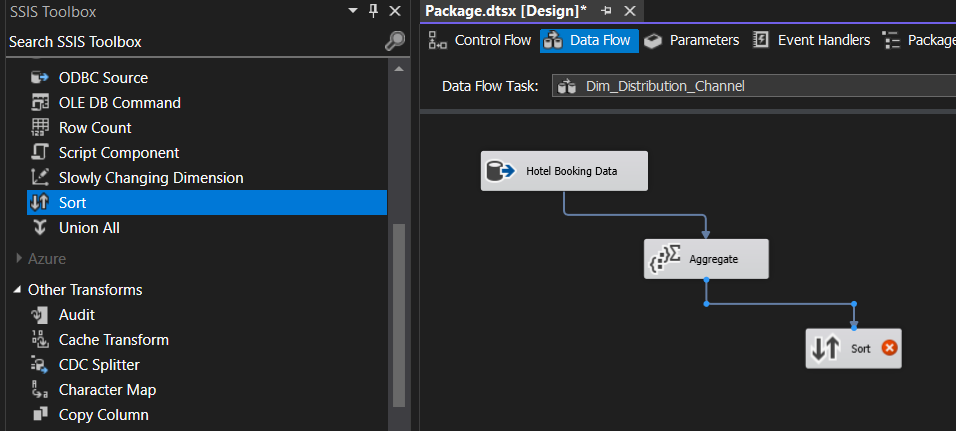 SSIS Toolbox
Search SSIS Toolbox
ODBC Source
OLE DB Command
Row Count
Script Component
Slowly Changing Dimension
Sort
Union All
Azure
Other Transforms
Audit
Cache Transform
CDC Splitter
Character Map
Copy Column
Package.dtsx [Design]*
Control Flow Data Flow Parameters Event Handlers Package
Data Flow Task: Dim_Distribution_Channel
Hotel Booking Data
Aggregate
Sort